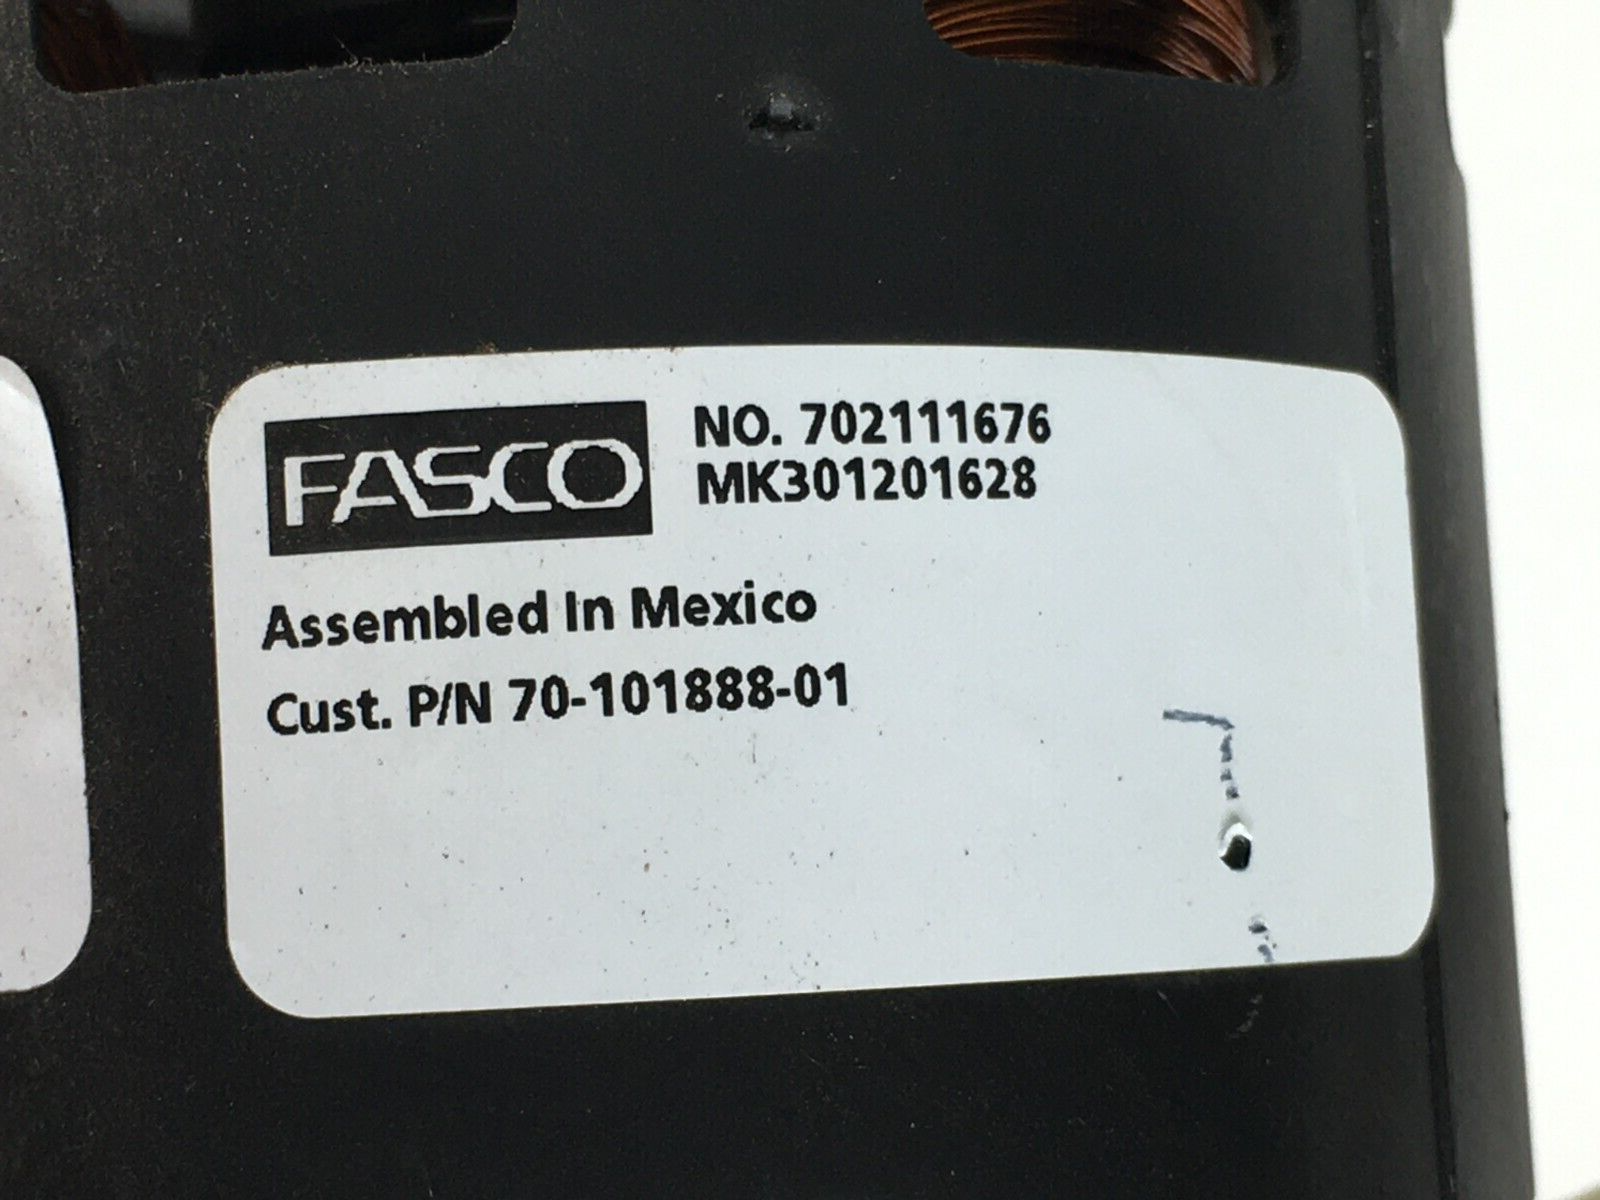 FASCO
NO. 702111676
MK301201628
Assembled In Mexico
Cust. P/N 70-101888-01